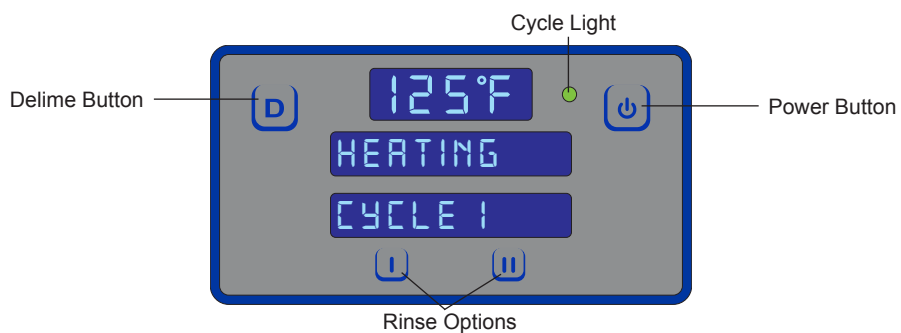 Cycle Light
Delime Button
D
125°F
Power Button
HEATING
CYCLE 1
I
II
Rinse Options